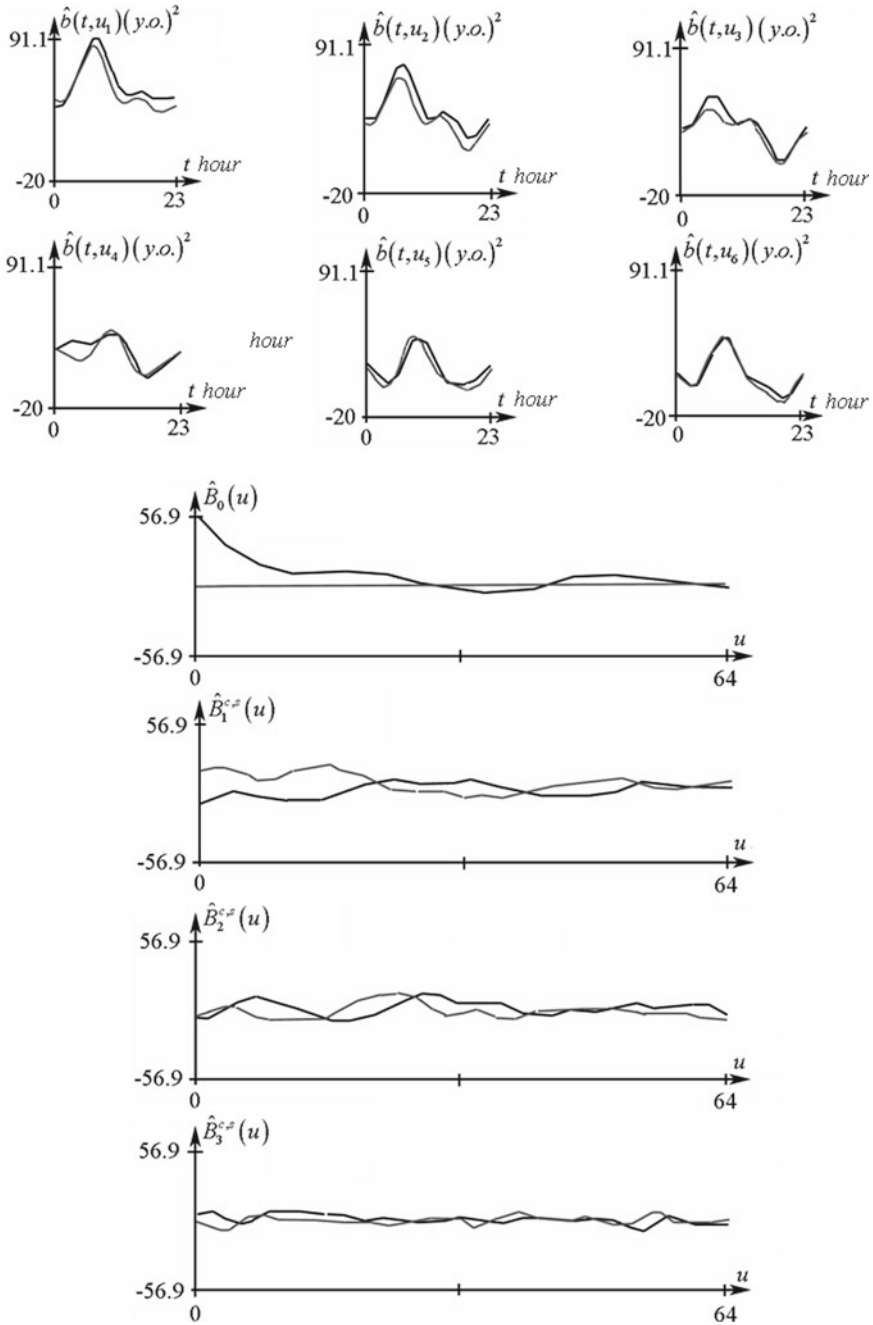 b̂(t,u₁)(y.o.)²
91.1
-20
0
23
t hour
b̂(t,u₂)(y.o.)²
91.1
-20
0
23
t hour
b̂(t,u₃)(y.o.)²
91.1
-20
0
23
t hour
b̂(t,u₄)(y.o.)²
91.1
-20
0
23
t hour
hour
b̂(t,u₅)(y.o.)²
91.1
-20
0
23
t hour
b̂(t,u₆)(y.o.)²
91.1
-20
0
23
t hour
B̂₀(u)
56.9
-56.9
0
64
u
B̂₁ᶜ,ˢ(u)
56.9
-56.9
0
64
u
B̂₂ᶜ,ˢ(u)
56.9
-56.9
0
64
u
B̂₃ᶜ,ˢ(u)
56.9
-56.9
0
64
u